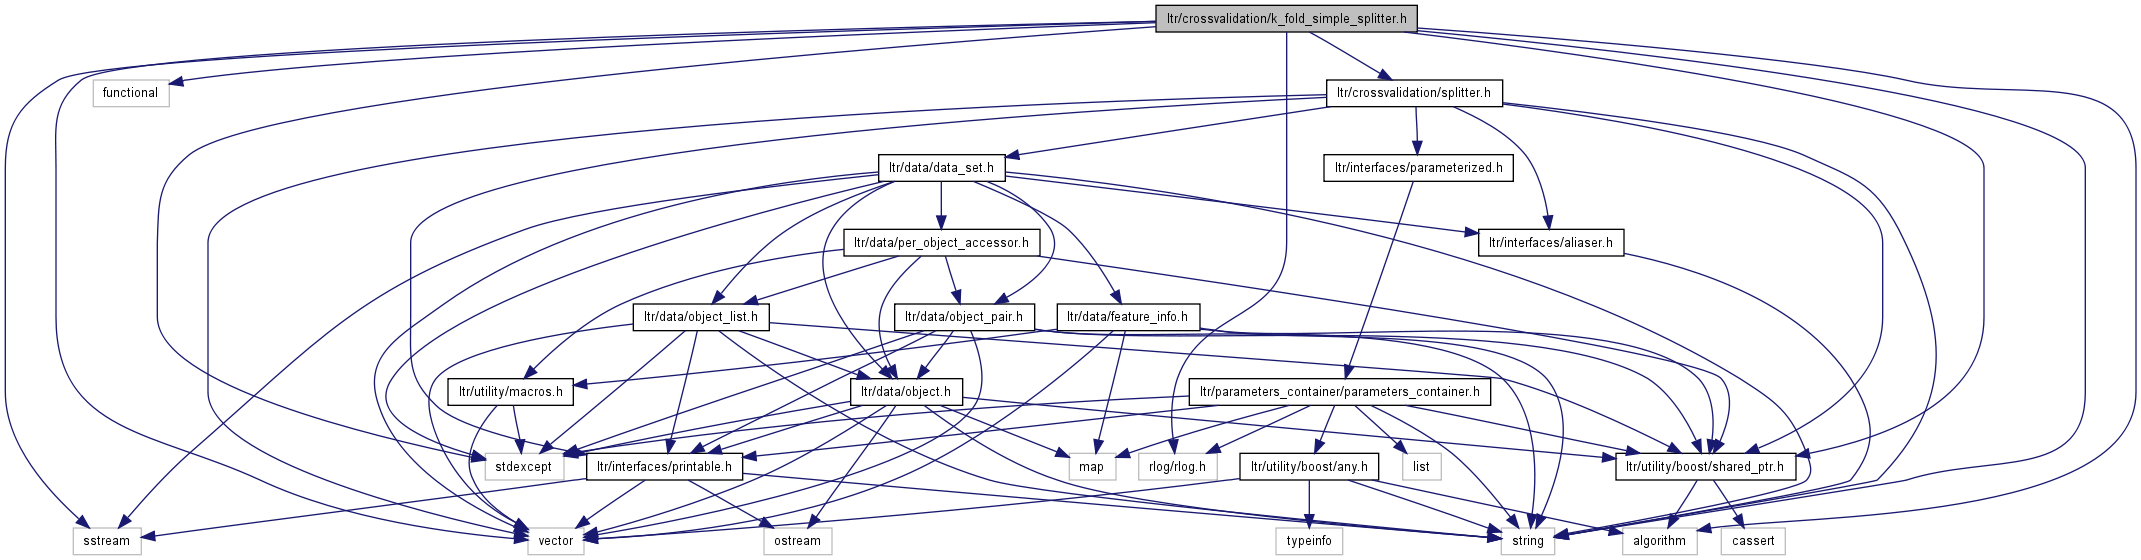 ltr/crossvalidation/k_fold_simple_splitter.h
functional
ltr/crossvalidation/splitter.h
ltr/data/data_set.h
ltr/interfaces/parameterized.h
ltr/data/per_object_accessor.h
ltr/interfaces/aliaser.h
ltr/data/object_list.h
ltr/data/object_pair.h
ltr/data/feature_info.h
ltr/utility/macros.h
ltr/data/object.h
ltr/parameters_container/parameters_container.h
stdexcept
ltr/interfaces/printable.h
map
rlog/rlog.h
ltr/utility/boost/any.h
list
ltr/utility/boost/shared_ptr.h
sstream
vector
ostream
typeinfo
string
algorithm
cassert